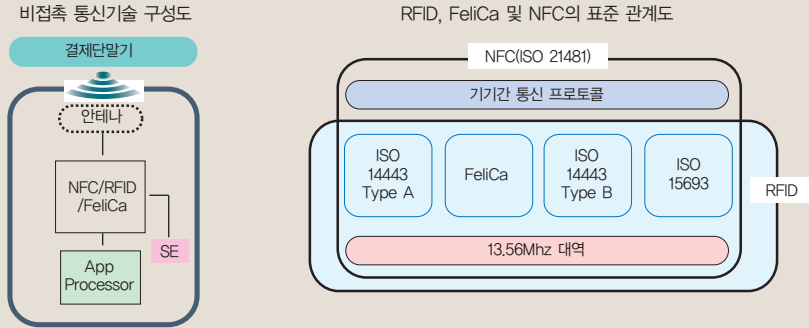 비접촉 통신기술 구성도
결제단말기
안테나
NFC/RFID
/FeliCa
SE
App
Processor
RFID, FeliCa 및 NFC의 표준 관계도
NFC(ISO 21481)
기기간 통신 프로토콜
ISO
14443
Type A
FeliCa
ISO
14443
Type B
ISO
15693
RFID
13.56Mhz 대역